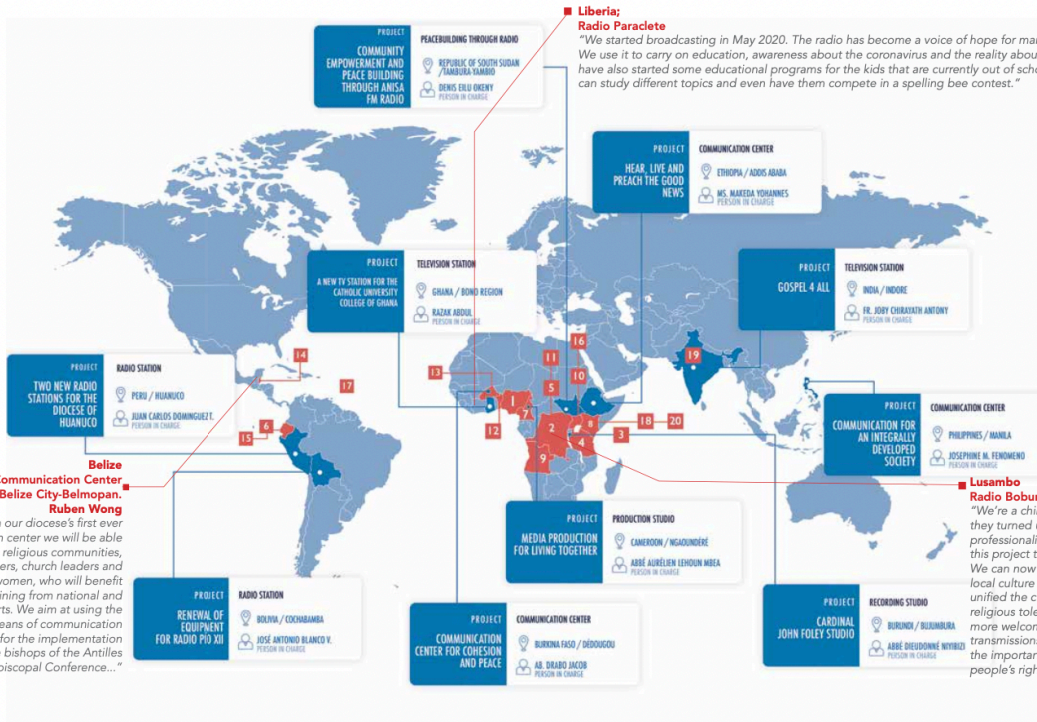 Liberia;
Radio Paraclete
"We started broadcasting in May 2020. The radio has become a voice of hope for
We use it to carry on education, awareness about the coronavirus and the reality
have also started some educational programs for the kids that are currently out of
can study different topics and even have them compete in a spelling bee contest."
PROJECT
COMMUNITY
EMPOWERMENT AND
PEACE BUILDING
THROUGH ANISA
FM RADIO
PEACEBUILDING THROUGH RADIO
REPUBLIC OF SOUTH SUDAN
/TAMBURA-YAMBIO
DENIS EILU OKENY
PERSON IN CHARGE
PROJECT
HEAR, LIVE AND
PREACH THE GOOD
NEWS
COMMUNICATION CENTER
ETHIOPIA / ADDIS ABABA
MS. MAKEDA YOHANNES
PERSON IN CHARGE
PROJECT
A NEW TV STATION FOR THE
CATHOLIC UNIVERSITY
COLLEGE OF GHANA
TELEVISION STATION
GHANA / BONO REGION
RAZAK ABDUL
PERSON IN CHARGE
PROJECT
GOSPEL 4 ALL
TELEVISION STATION
INDIA / INDORE
FR. JOBY CHIRAYATH ANTONY
PERSON IN CHARGE
PROJECT
TWO NEW RADIO
STATIONS FOR THE
DIOCESE OF
HUANUCO
RADIO STATION
PERU / HUANUCO
JUAN CARLOS DOMINGUEZ T.
PERSON IN CHARGE
14
17
6
15
13
12
1
7
11
16
5
10
2
8
4
9
3
18
20
19
PROJECT
COMMUNICATION FOR
AN INTEGRALLY
DEVELOPED
SOCIETY
COMMUNICATION CENTER
PHILIPPINES / MANILA
JOSEPHINE M. FENOMENO
PERSON IN CHARGE
Belize
Communication Center
Belize City-Belmopan.
Ruben Wong
our diocese's first ever
center we will be able
religious communities,
church leaders and
women, who will benefit
from national and
We aim at using the
means of communication
for the implementation
bishops of the Antilles
Episcopal Conference..."
Lusambo
Radio
"We're a
they turned
this project
We can now
local culture
unified the
religious
more
the
people's
PROJECT
MEDIA PRODUCTION
FOR LIVING TOGETHER
PRODUCTION STUDIO
CAMEROON / NGAOUNDÉRÉ
ABBÉ AURÉLIEN LEHOUN MBEA
PERSON IN CHARGE
PROJECT
RENEWAL OF
EQUIPMENT
FOR RADIO PÍO XII
RADIO STATION
BOLIVIA / COCHABAMBA
JOSÉ ANTONIO BLANCO V.
PERSON IN CHARGE
PROJECT
COMMUNICATION
CENTER FOR COHESION
AND PEACE
COMMUNICATION CENTER
BURKINA FASO / DÉDOUGOU
AB. DRABO JACOB
PERSON IN CHARGE
PROJECT
CARDINAL
JOHN FOLEY STUDIO
RECORDING STUDIO
BURUNDI / BUJUMBURA
ABBÉ DIEUDONNÉ NIYIBIZI
PERSON IN CHARGE